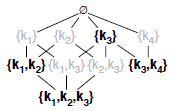 ∅
{k₁} {k₂} {k₃} {k₄}
{k₁,k₂} {k₁,k₃} {k₂,k₃} {k₃,k₄}
{k₁,k₂,k₃}